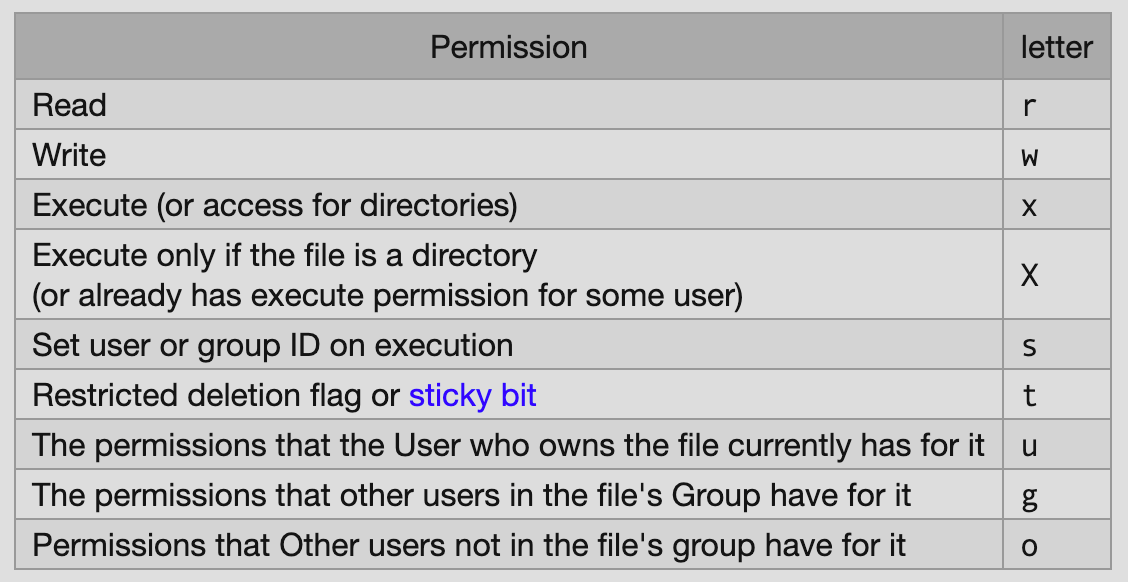 Permission letter
Read r
Write w
Execute (or access for directories) x
Execute only if the file is a directory
(or already has execute permission for some user) X
Set user or group ID on execution s
Restricted deletion flag or sticky bit t
The permissions that the User who owns the file currently has for it u
The permissions that other users in the file's Group have for it g
Permissions that Other users not in the file's group have for it o